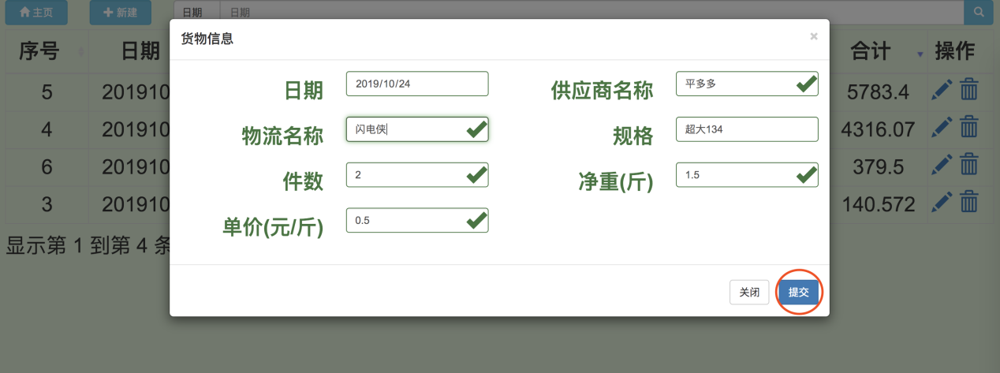 主页 新建 日期 日期
货物信息 ×
序号 日期 合计 操作
日期 2019/10/24 供应商名称 平多多
5 201910 5783.4
物流名称 闪电侠 规格 超大134
4 201910 4316.07
件数 2 净重(斤) 1.5
6 201910 379.5
3 201910 140.572
单价(元/斤) 0.5
显示第 1 到第 4 条
关闭 提交